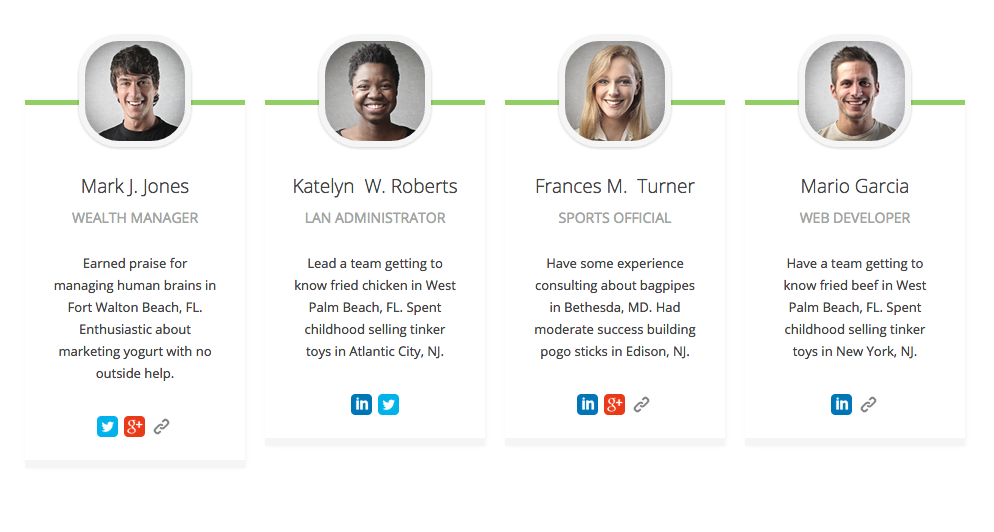 Mark J. Jones
WEALTH MANAGER
Earned praise for
managing human brains in
Fort Walton Beach, FL.
Enthusiastic about
marketing yogurt with no
outside help.
g+
Katelyn W. Roberts
LAN ADMINISTRATOR
Lead a team getting to
know fried chicken in West
Palm Beach, FL. Spent
childhood selling tinker
toys in Atlantic City, NJ.
in
Frances M. Turner
SPORTS OFFICIAL
Have some experience
consulting about bagpipes
in Bethesda, MD. Had
moderate success building
pogo sticks in Edison, NJ.
in g+
Mario Garcia
WEB DEVELOPER
Have a team getting to
know fried beef in West
Palm Beach, FL. Spent
childhood selling tinker
toys in New York, NJ.
in